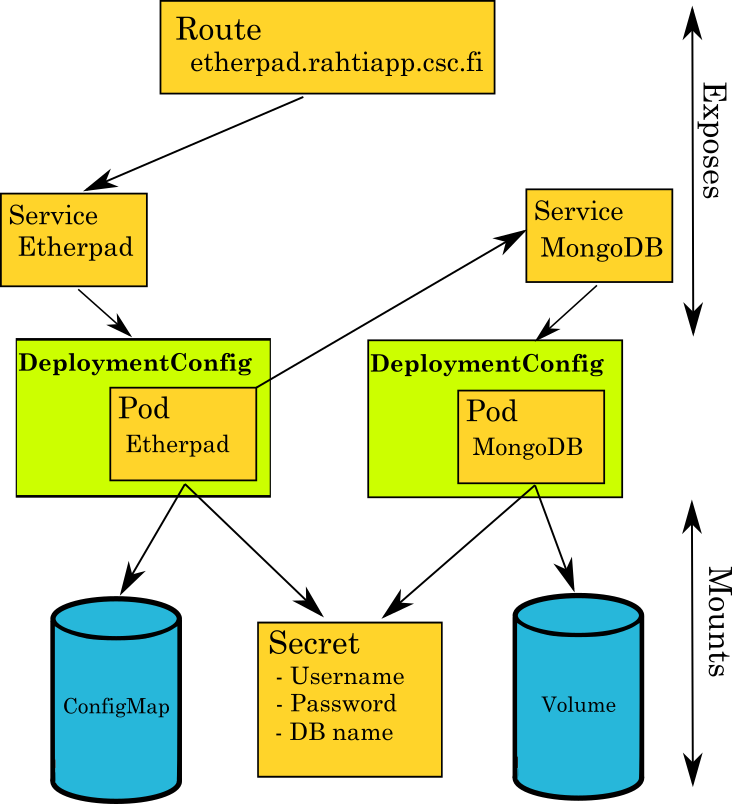 Route
etherpad.rahtiapp.csc.fi
Exposes
Service
Etherpad
Service
MongoDB
DeploymentConfig
Pod
Etherpad
DeploymentConfig
Pod
MongoDB
Mounts
ConfigMap
Secret
- Username
- Password
- DB name
Volume